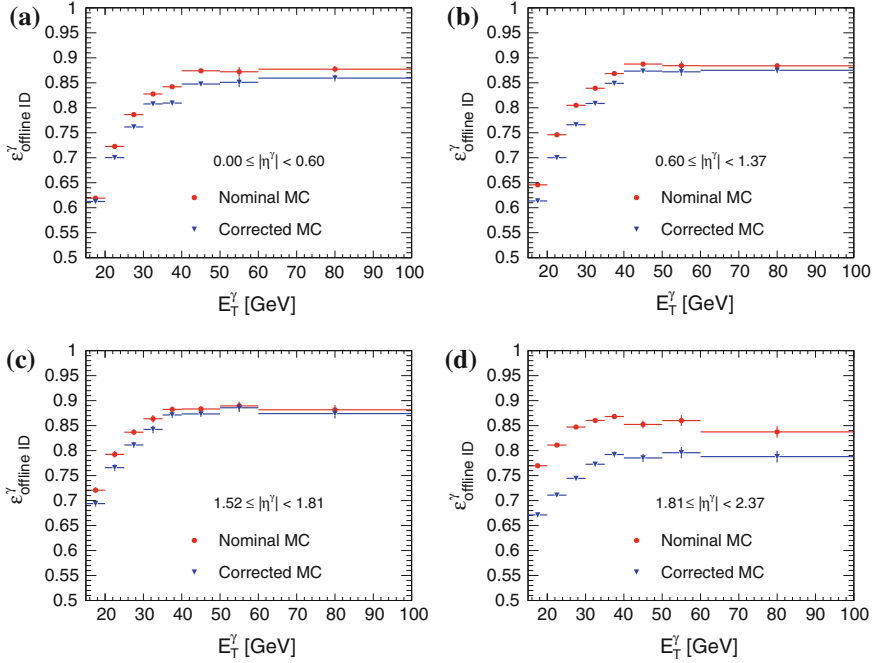 (a)
1
0.95
0.9
0.85
0.8
0.75
0.7
0.65
0.6
0.55
0.5
ε^γ_offline ID
0.00 ≤ |η^γ| < 0.60
Nominal MC
Corrected MC
20 30 40 50 60 70 80 90 100
E_T^γ [GeV]
(b)
1
0.95
0.9
0.85
0.8
0.75
0.7
0.65
0.6
0.55
0.5
ε^γ_offline ID
0.60 ≤ |η^γ| < 1.37
Nominal MC
Corrected MC
20 30 40 50 60 70 80 90 100
E_T^γ [GeV]
(c)
1
0.95
0.9
0.85
0.8
0.75
0.7
0.65
0.6
0.55
0.5
ε^γ_offline ID
1.52 ≤ |η^γ| < 1.81
Nominal MC
Corrected MC
20 30 40 50 60 70 80 90 100
E_T^γ [GeV]
(d)
1
0.95
0.9
0.85
0.8
0.75
0.7
0.65
0.6
0.55
0.5
ε^γ_offline ID
1.81 ≤ |η^γ| < 2.37
Nominal MC
Corrected MC
20 30 40 50 60 70 80 90 100
E_T^γ [GeV]